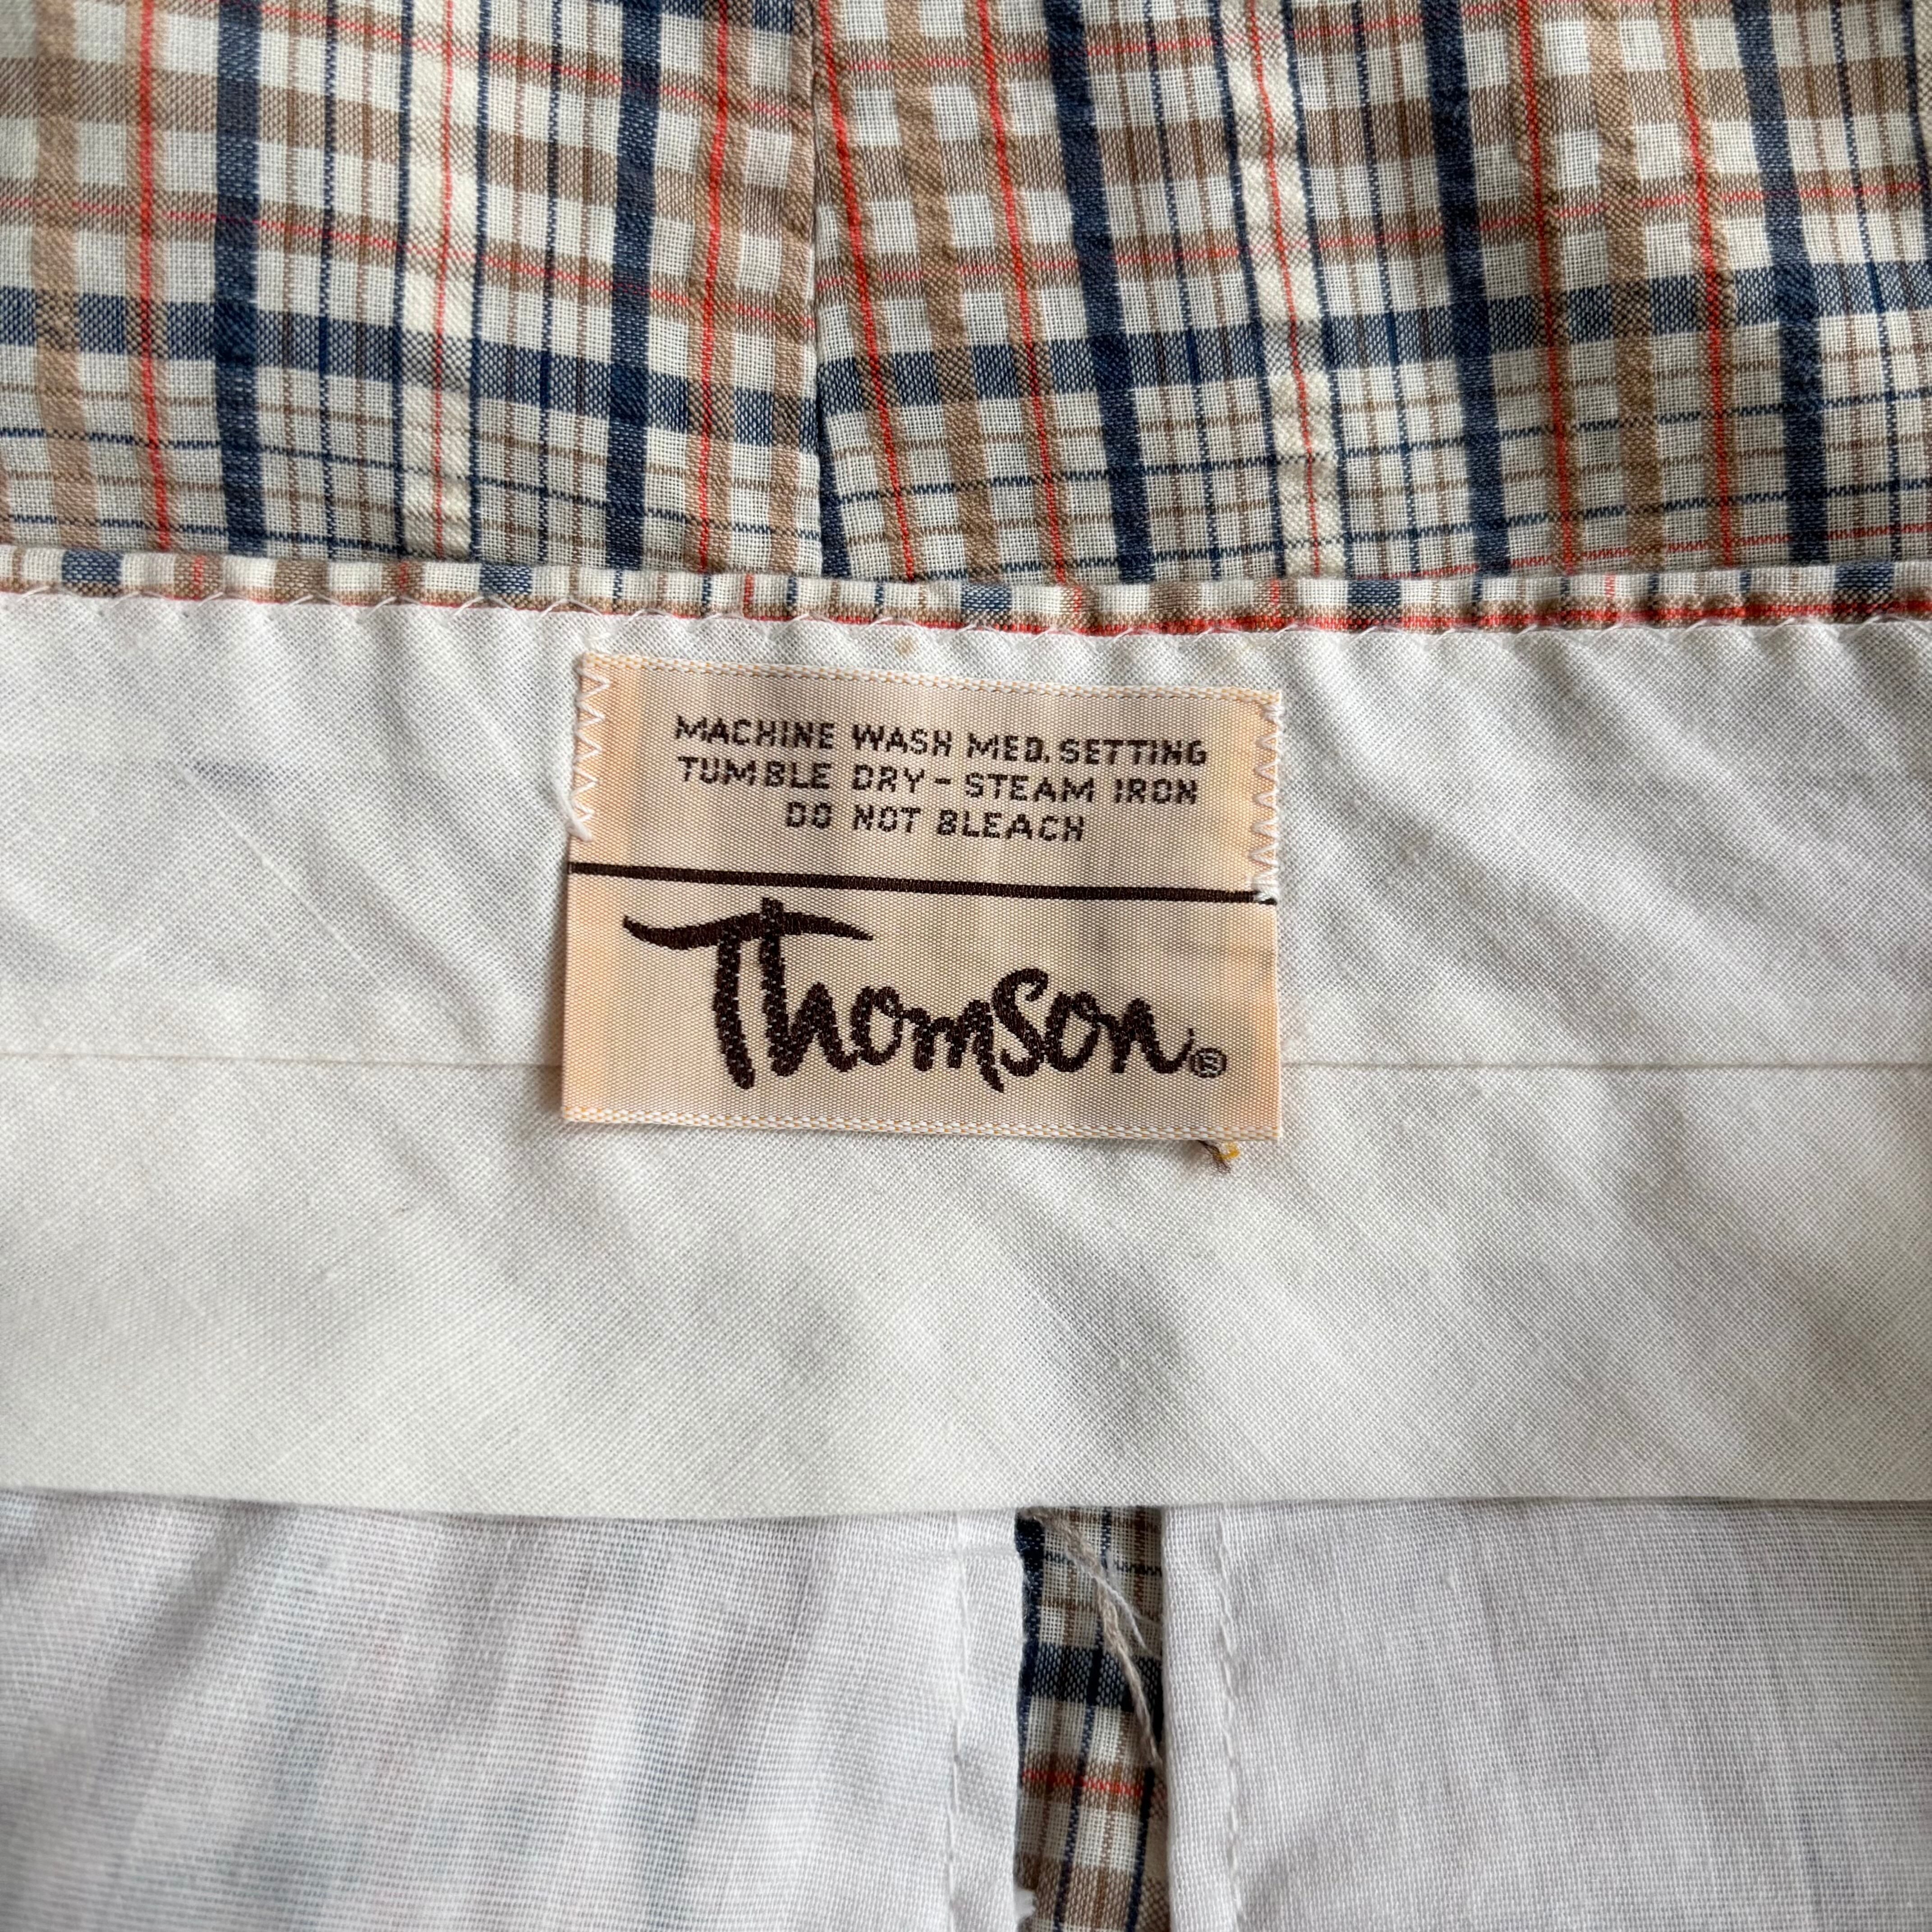 MACHINE WASH MED. SETTING
TUMBLE DRY - STEAM IRON
DO NOT BLEACH
Thomson®